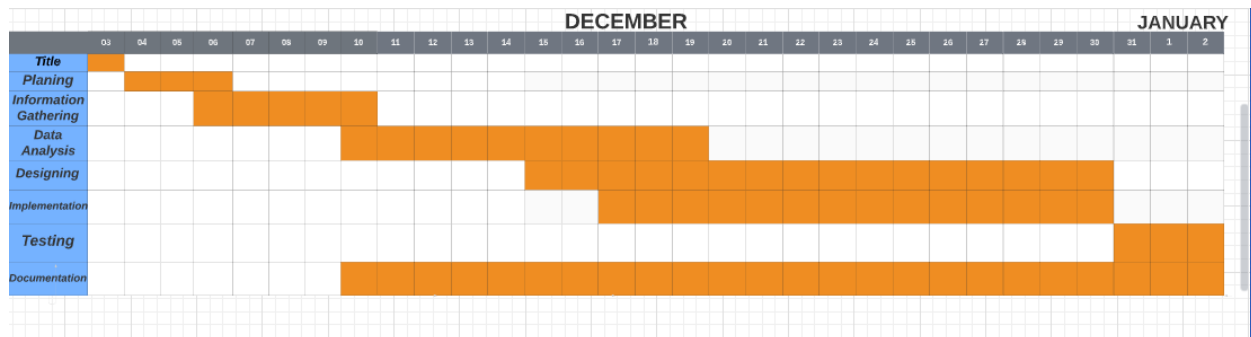 DECEMBER JANUARY
03 04 05 06 07 08 09 10 11 12 13 14 15 16 17 18 19 20 21 22 23 24 25 26 27 28 29 30 31 1 2
Title
Planing
Information
Gathering
Data
Analysis
Designing
Implementation
Testing
Documentation